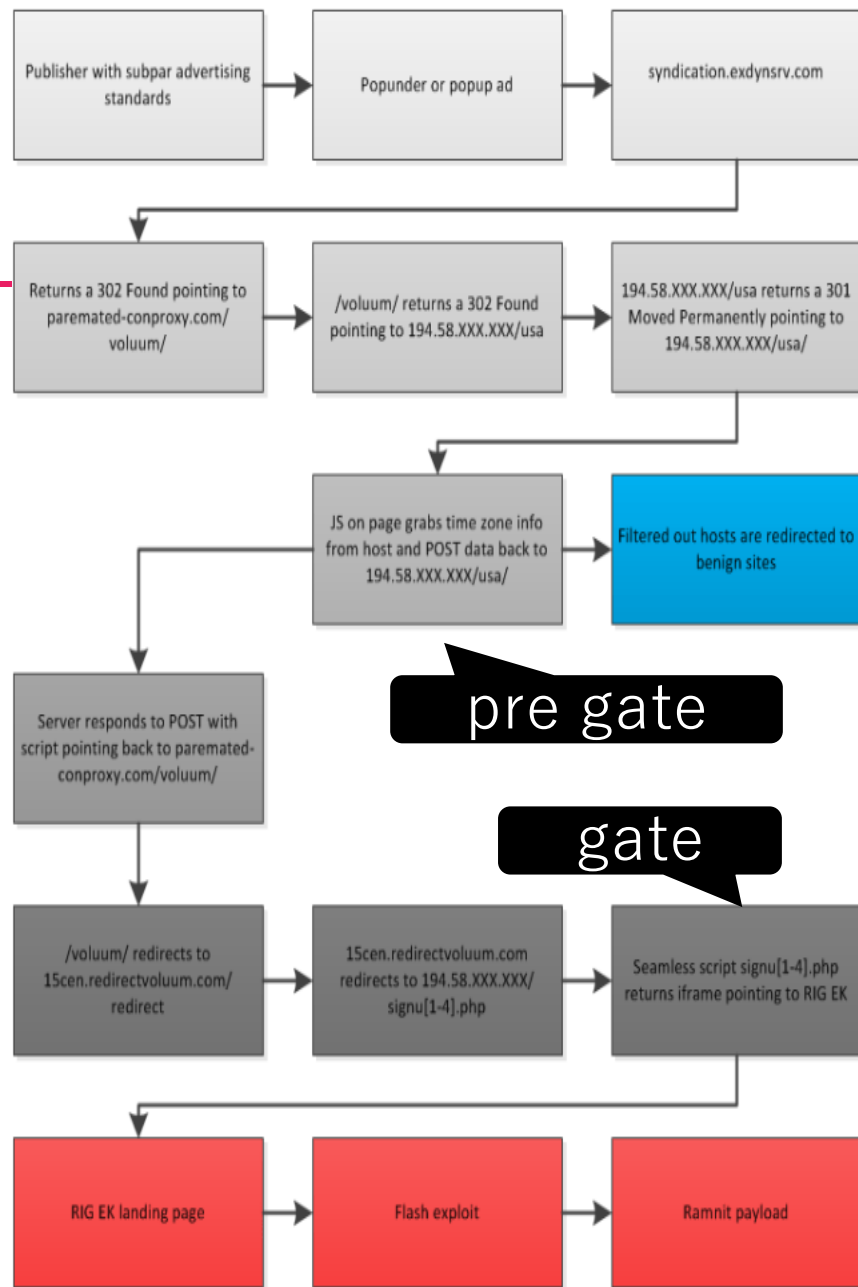 Publisher with subpar advertising
standards
Popunder or popup ad
syndication.exdynsrv.com
Returns a 302 Found pointing to
paremated-conproxy.com/
voluum/
/voluum/ returns a 302 Found
pointing to 194.58.XXX.XXX/usa
194.58.XXX.XXX/usa returns a 301
Moved Permanently pointing to
194.58.XXX.XXX/usa/
JS on page grabs time zone info
from host and POST data back to
194.58.XXX.XXX/usa/
Filtered out hosts are redirected to
benign sites
pre gate
Server responds to POST with
script pointing back to paremated-
conproxy.com/voluum/
gate
/voluum/ redirects to
15cen.redirectvoluum.com/
redirect
15cen.redirectvoluum.com
redirects to 194.58.XXX.XXX/
signu[1-4].php
Seamless script signu[1-4].php
returns iframe pointing to RIG EK
RIG EK landing page
Flash exploit
Ramnit payload